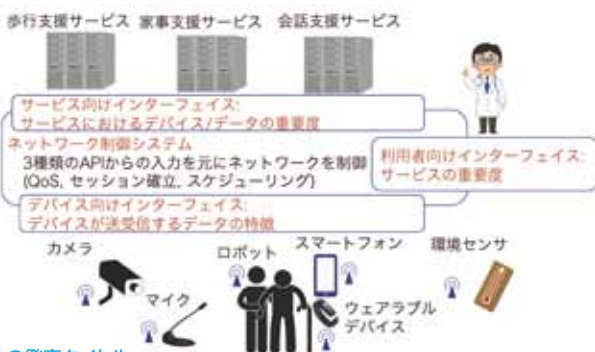 歩行支援サービス 家事支援サービス 会話支援サービス
サービス向けインターフェイス:
サービスにおけるデバイス/データの重要度
ネットワーク制御システム
3種類のAPIからの入力を元にネットワークを制御
(QoS, セッション確立, スケジューリング)
利用者向けインターフェイス:
サービスの重要度
デバイス向けインターフェイス:
デバイスが送受信するデータの特徴
カメラ
マイク
ロボット
スマートフォン
ウェアラブル
デバイス
環境センサ